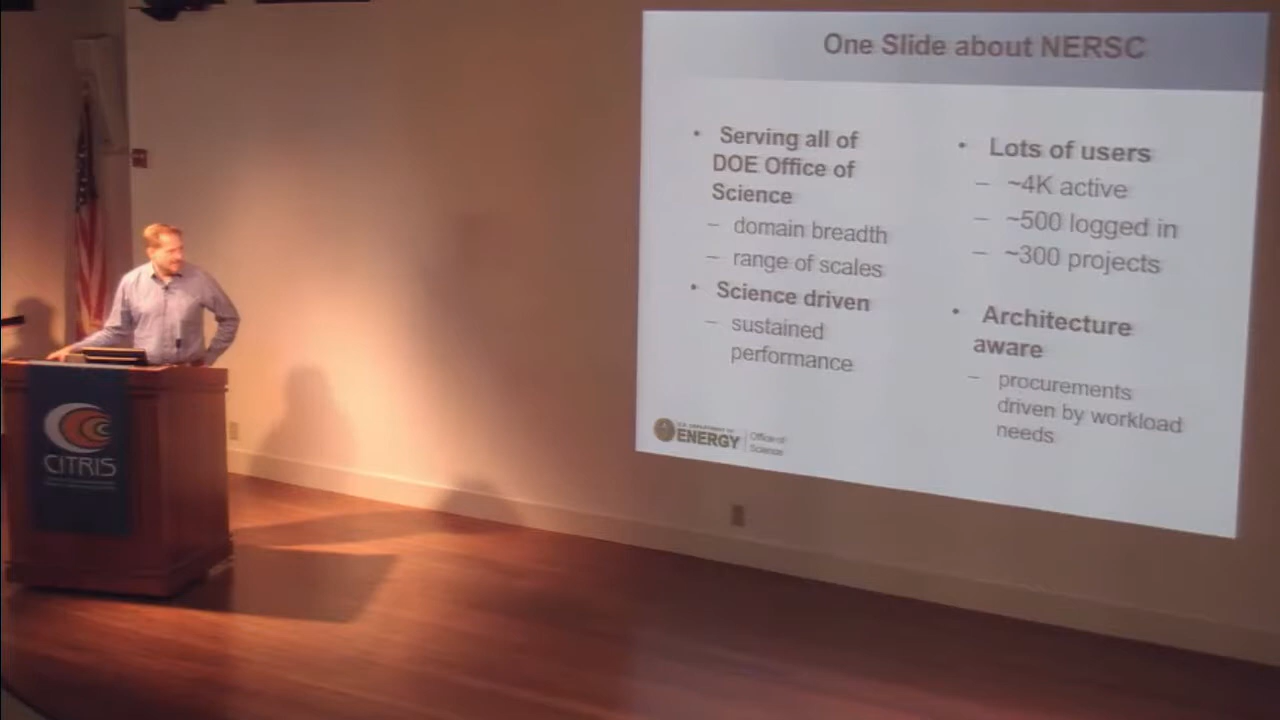 One Slide about NERSC
• Serving all of
DOE Office of
Science
– domain breadth
– range of scales
• Science driven
– sustained
performance
• Lots of users
– ~4K active
– ~500 logged in
– ~300 projects
• Architecture
aware
– procurements
driven by workload
needs
U.S. DEPARTMENT OF
ENERGY
Office of
Science
CITRIS